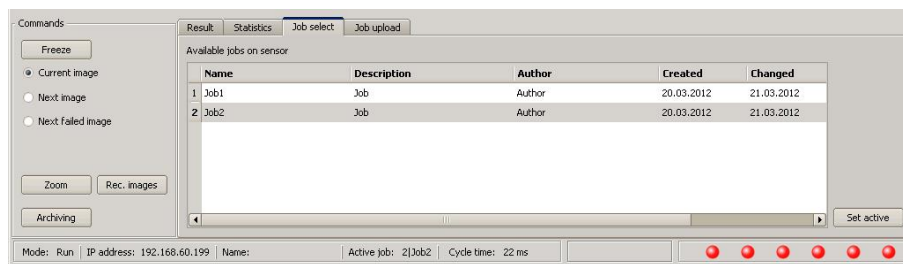 Commands
Freeze
Current image
Next image
Next failed image
Zoom Rec. images
Archiving
Result Statistics Job select Job upload
Available jobs on sensor
Name Description Author Created Changed
1 Job1 Job Author 20.03.2012 21.03.2012
2 Job2 Job Author 20.03.2012 21.03.2012
Set active
Mode: Run IP address: 192.168.60.199 Name: Active job: 2|Job2 Cycle time: 22 ms